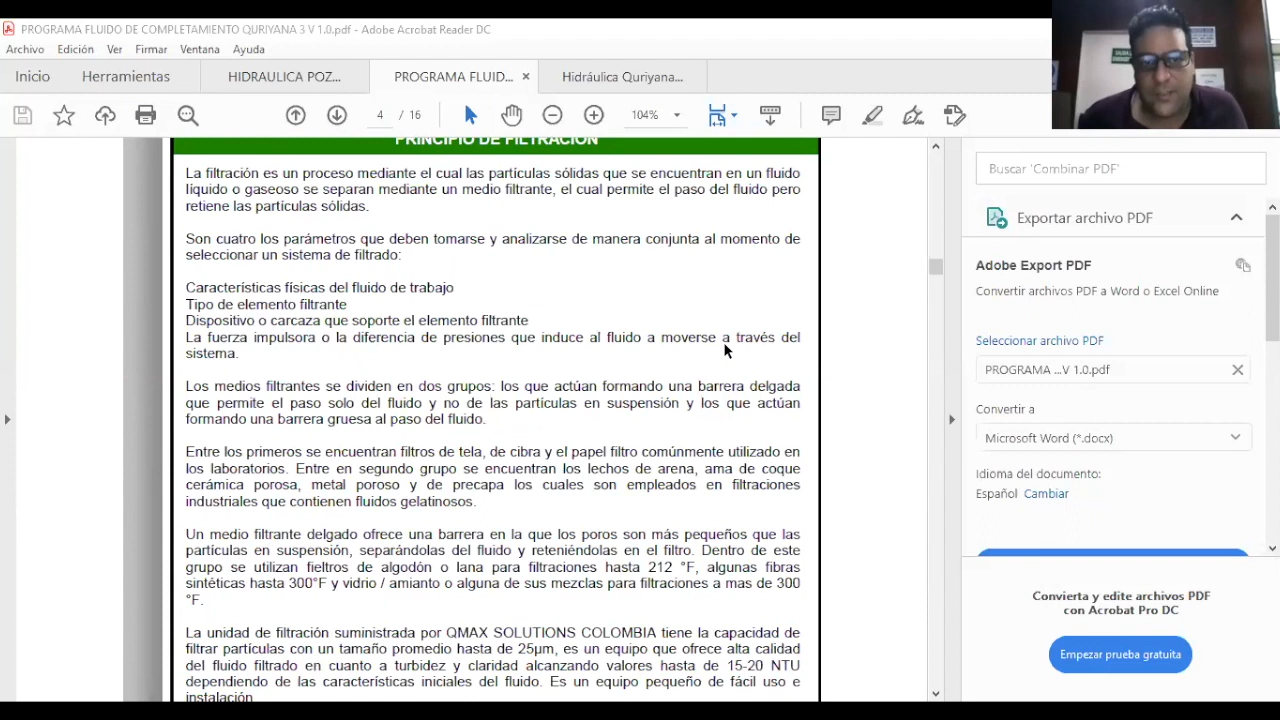 PROGRAMA FLUIDO DE COMPLETAMIENTO QURIYANA 3 V 1.0.pdf - Adobe Acrobat Reader DC
Archivo Edición Ver Firmar Ventana Ayuda
Inicio Herramientas HIDRAULICA POZ... PROGRAMA FLUID... × Hidráulica Quriyana...
4 / 16 104%
PRINCIPIO DE FILTRACION
La filtración es un proceso mediante el cual las partículas sólidas que se encuentran en un fluido
líquido o gaseoso se separan mediante un medio filtrante, el cual permite el paso del fluido pero
retiene las partículas sólidas.
Son cuatro los parámetros que deben tomarse y analizarse de manera conjunta al momento de
seleccionar un sistema de filtrado:
Características físicas del fluido de trabajo
Tipo de elemento filtrante
Dispositivo o carcaza que soporte el elemento filtrante
La fuerza impulsora o la diferencia de presiones que induce al fluido a moverse a través del
sistema.
Los medios filtrantes se dividen en dos grupos: los que actúan formando una barrera delgada
que permite el paso solo del fluido y no de las partículas en suspensión y los que actúan
formando una barrera gruesa al paso del fluido.
Entre los primeros se encuentran filtros de tela, de cibra y el papel filtro comúnmente utilizado en
los laboratorios. Entre en segundo grupo se encuentran los lechos de arena, ama de coque
cerámica porosa, metal poroso y de precapa los cuales son empleados en filtraciones
industriales que contienen fluidos gelatinosos.
Un medio filtrante delgado ofrece una barrera en la que los poros son más pequeños que las
partículas en suspensión, separándolas del fluido y reteniéndolas en el filtro. Dentro de este
grupo se utilizan fieltros de algodón o lana para filtraciones hasta 212 °F, algunas fibras
sintéticas hasta 300°F y vidrio / amianto o alguna de sus mezclas para filtraciones a mas de 300
°F.
La unidad de filtración suministrada por QMAX SOLUTIONS COLOMBIA tiene la capacidad de
filtrar partículas con un tamaño promedio hasta de 25µm, es un equipo que ofrece alta calidad
del fluido filtrado en cuanto a turbidez y claridad alcanzando valores hasta de 15-20 NTU
dependiendo de las características iniciales del fluido. Es un equipo pequeño de fácil uso e
instalación
Buscar 'Combinar PDF'
Exportar archivo PDF
Adobe Export PDF
Convertir archivos PDF a Word o Excel Online
Seleccionar archivo PDF
PROGRAMA ...V 1.0.pdf
Convertir a
Microsoft Word (*.docx)
Idioma del documento:
Español Cambiar
Convierta y edite archivos PDF
con Acrobat Pro DC
Empezar prueba gratuita